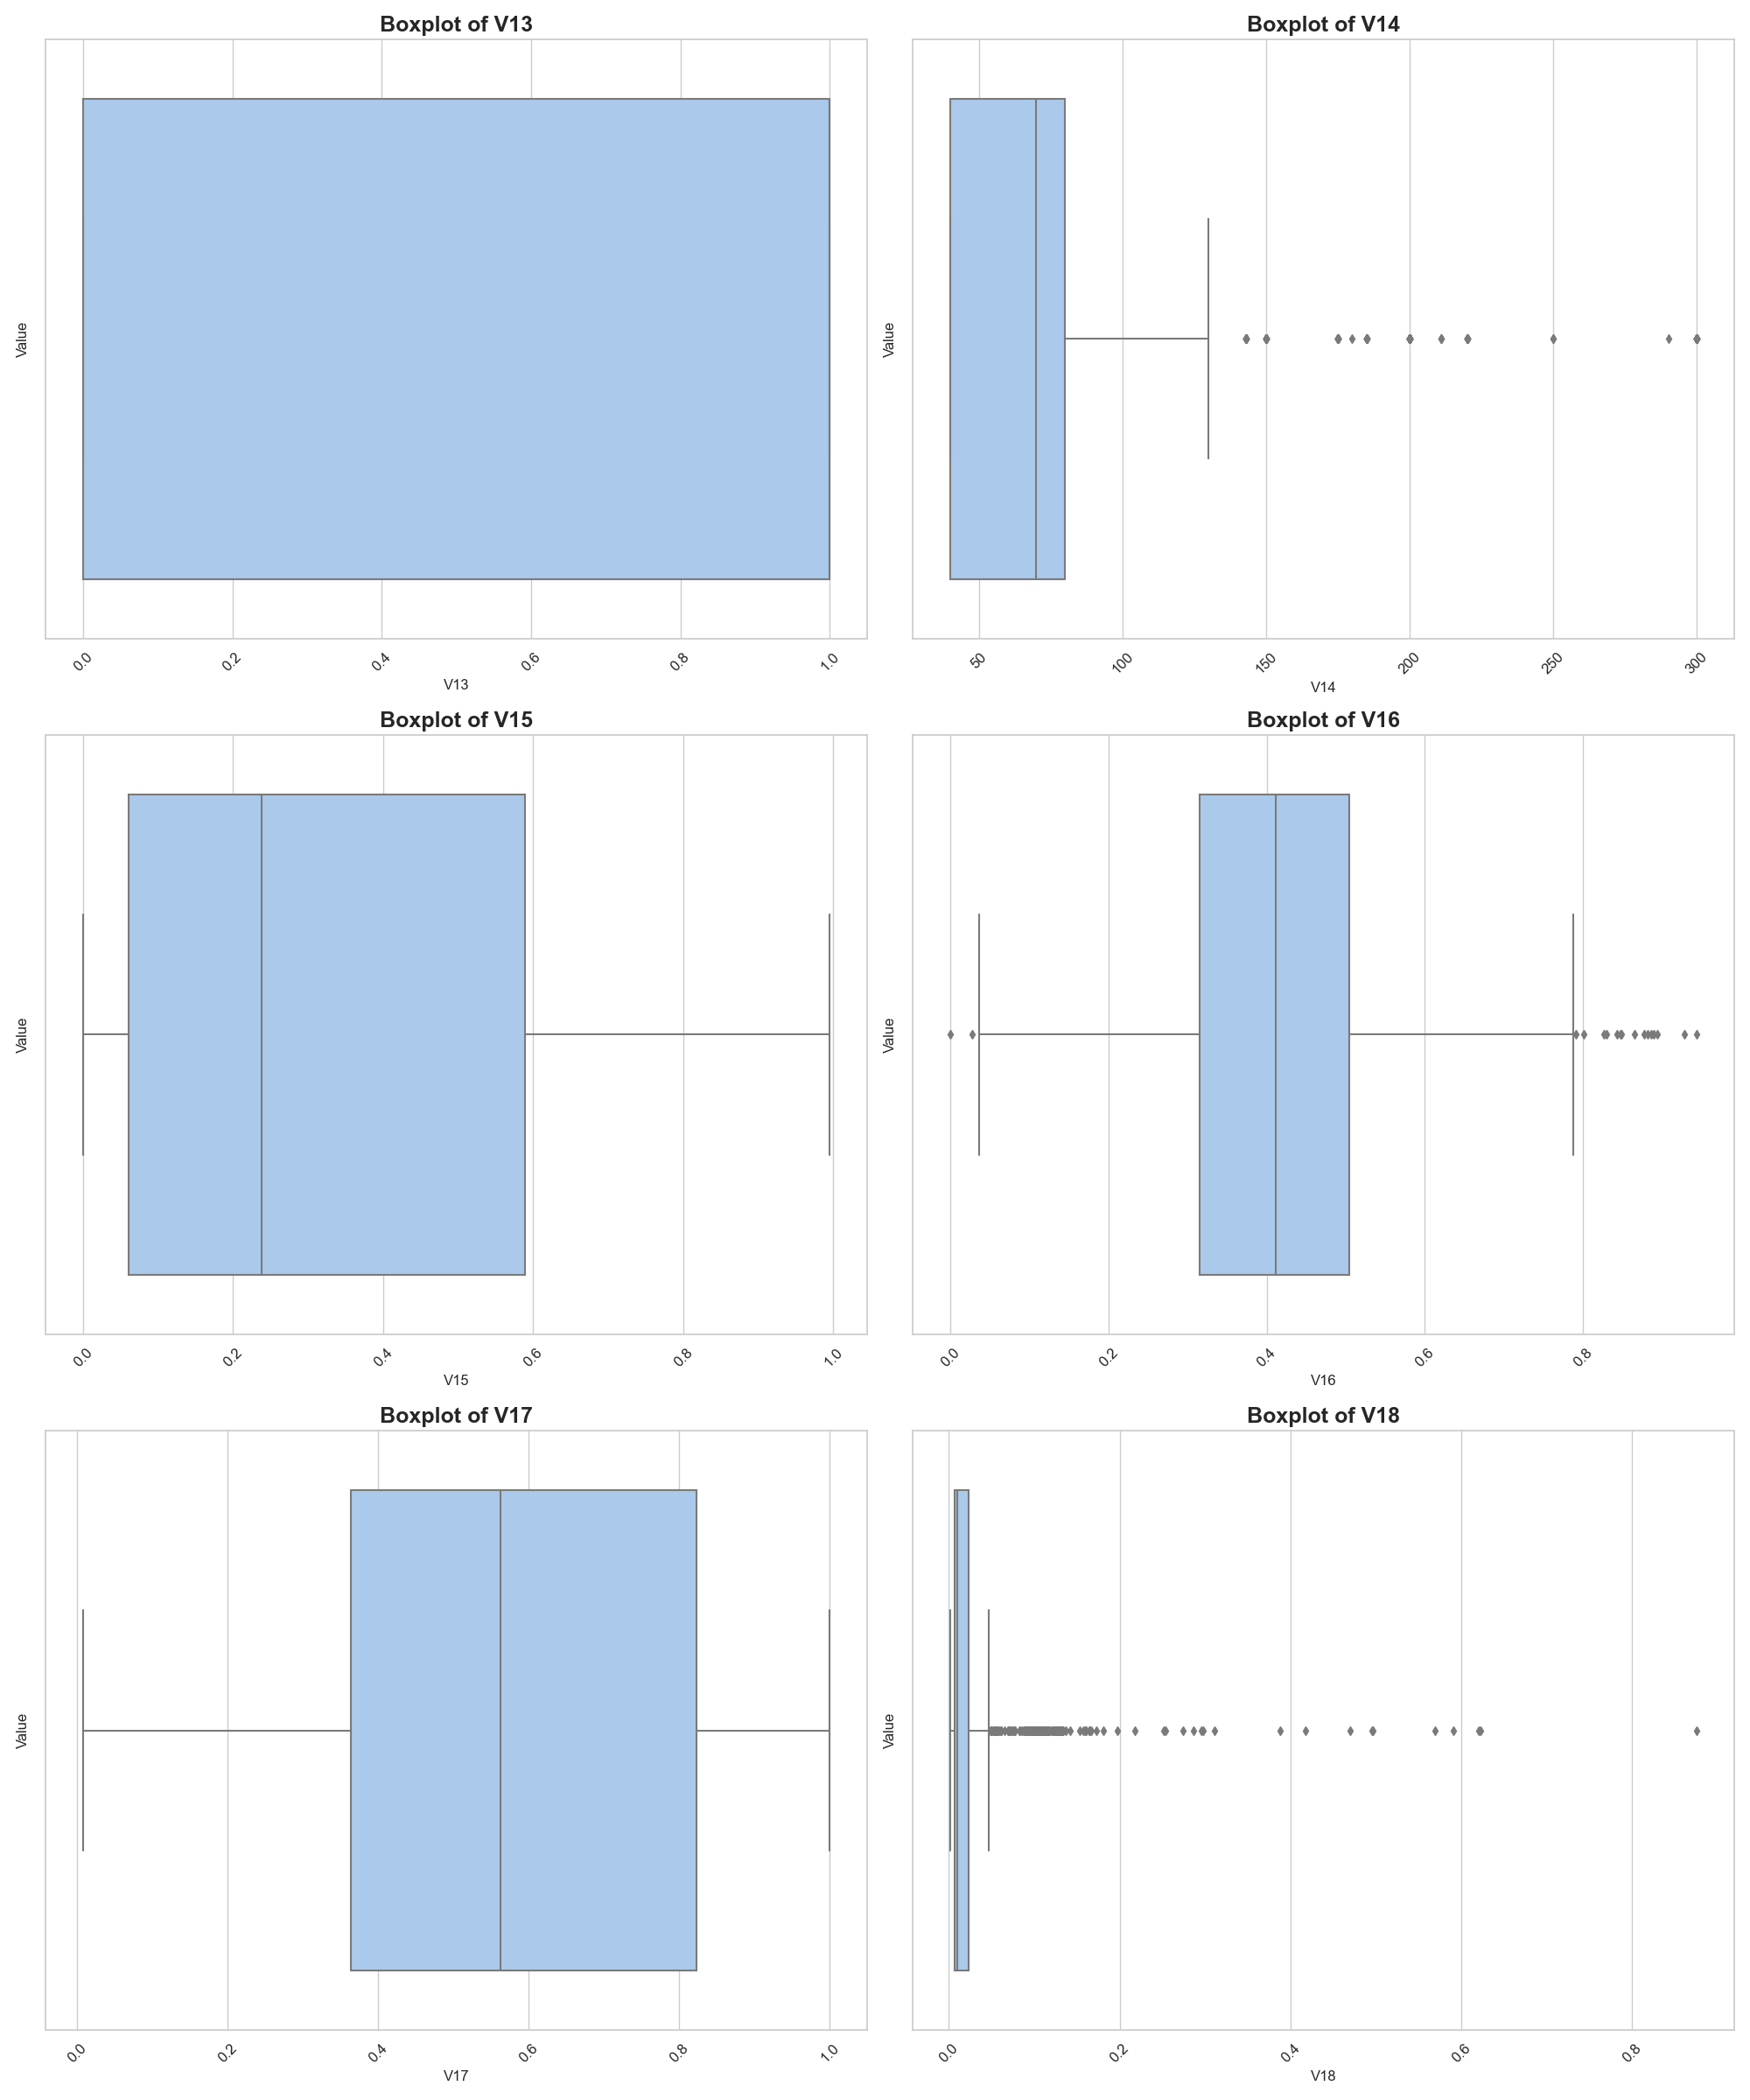 Boxplot of V13
Value
0.0 0.2 0.4 0.6 0.8 1.0
V13
Boxplot of V14
Value
50 100 150 200 250 300
V14
Boxplot of V15
Value
0.0 0.2 0.4 0.6 0.8 1.0
V15
Boxplot of V16
Value
0.0 0.2 0.4 0.6 0.8
V16
Boxplot of V17
Value
0.0 0.2 0.4 0.6 0.8 1.0
V17
Boxplot of V18
Value
0.0 0.2 0.4 0.6 0.8
V18